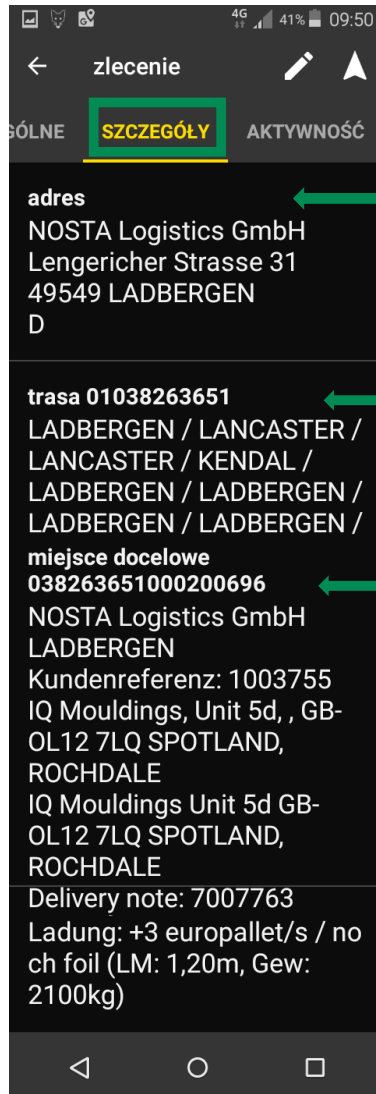 4G 41% 09:50
zlecenie
GÓLNE SZCZEGÓŁY AKTYWNOŚĆ
adres
NOSTA Logistics GmbH
Lengericher Strasse 31
49549 LADBERGEN
D
trasa 01038263651
LADBERGEN / LANCASTER /
LANCASTER / KENDAL /
LADBERGEN / LADBERGEN /
LADBERGEN / LADBERGEN /
miejsce docelowe
038263651000200696
NOSTA Logistics GmbH
LADBERGEN
Kundenreferenz: 1003755
IQ Mouldings, Unit 5d, , GB-
OL12 7LQ SPOTLAND,
ROCHDALE
IQ Mouldings Unit 5d GB-
OL12 7LQ SPOTLAND,
ROCHDALE
Delivery note: 7007763
Ladung: +3 europallet/s / no
ch foil (LM: 1,20m, Gew:
2100kg)